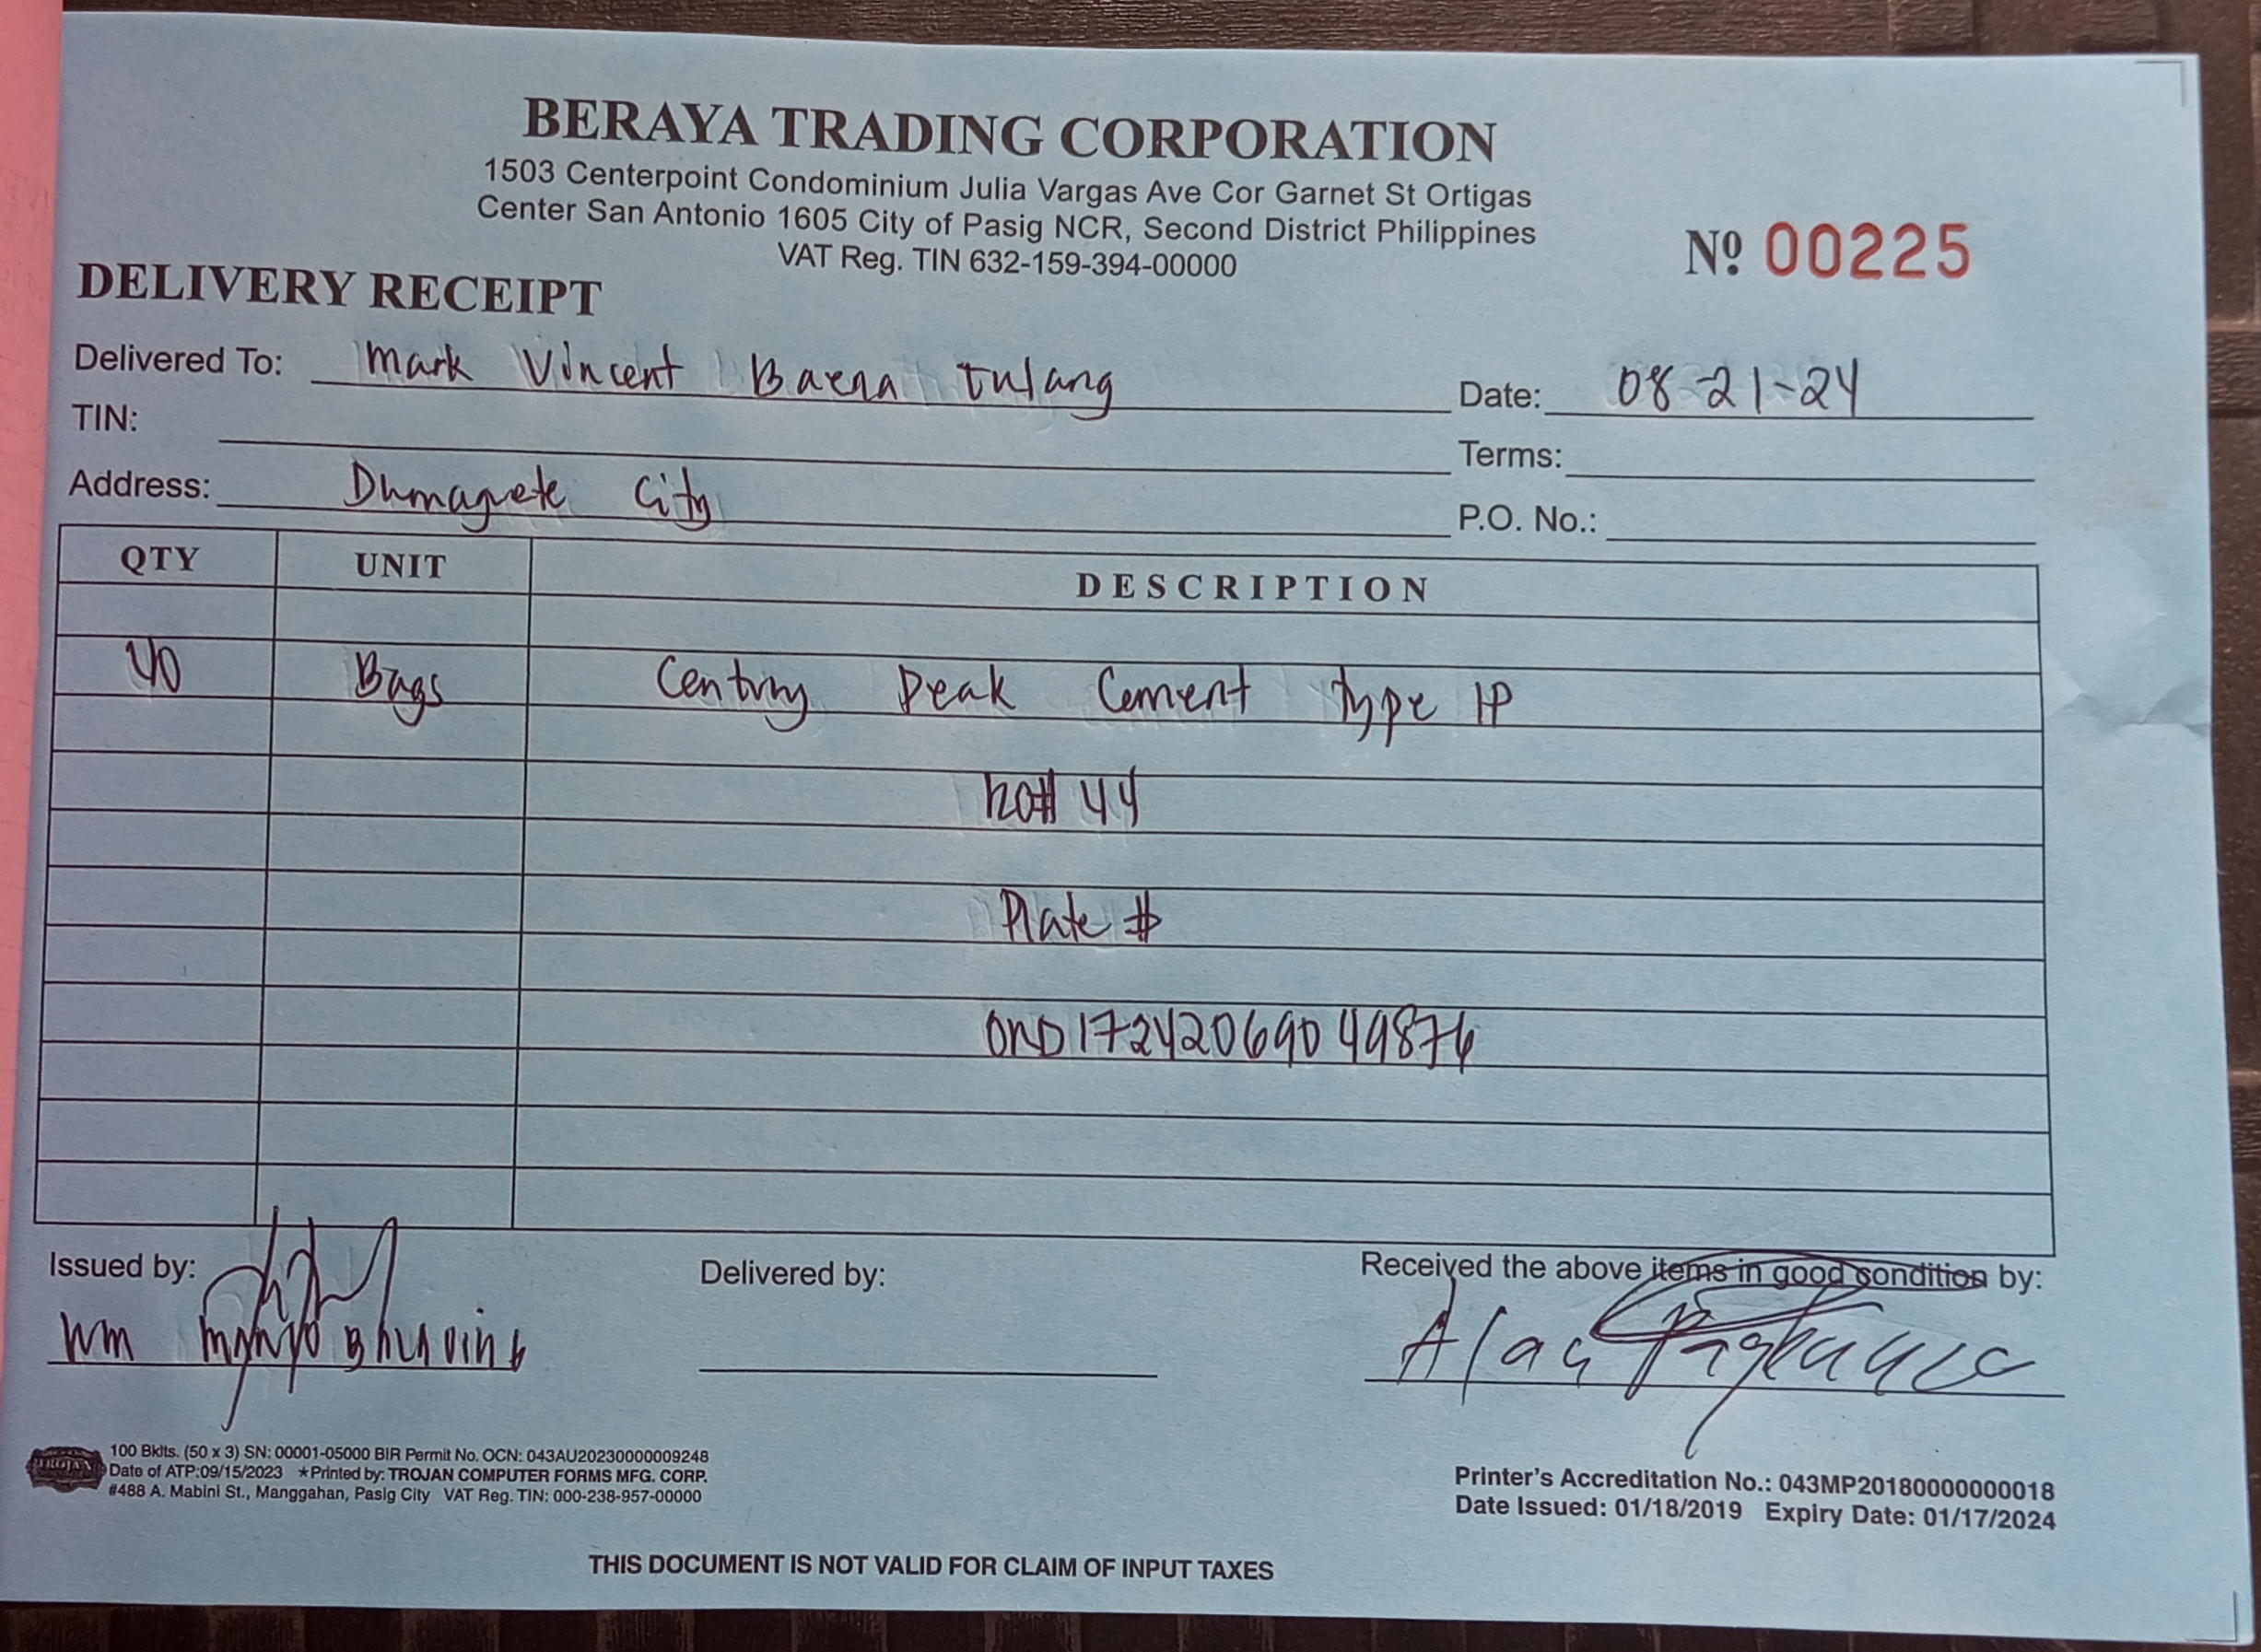 BERAYA TRADING CORPORATION
1503 Centerpoint Condominium Julia Vargas Ave Cor Garnet St Ortigas
Center San Antonio 1605 City of Pasig NCR, Second District Philippines
VAT Reg. TIN 632-159-394-00000
Nº 00225
DELIVERY RECEIPT
Delivered To: Mark Vincent Baena Tulang
Date: 08-21-24
TIN:
Terms:
Address: Dumaguete City
P.O. No.:
QTY UNIT DESCRIPTION
40 Bags Century Peak Cement Type 1P
44
Plate #
ORD172420690 49876
Issued by:
Delivered by:
Received the above items in good condition by:
Alan
TROJAN
100 Bklts. (50 x 3) SN: 00001-05000 BIR Permit No. OCN: 043AU20230000009248
Date of ATP:09/15/2023 ★Printed by: TROJAN COMPUTER FORMS MFG. CORP.
#488 A. Mabini St., Manggahan, Pasig City VAT Reg. TIN: 000-238-957-00000
Printer's Accreditation No.: 043MP20180000000018
Date Issued: 01/18/2019 Expiry Date: 01/17/2024
THIS DOCUMENT IS NOT VALID FOR CLAIM OF INPUT TAXES